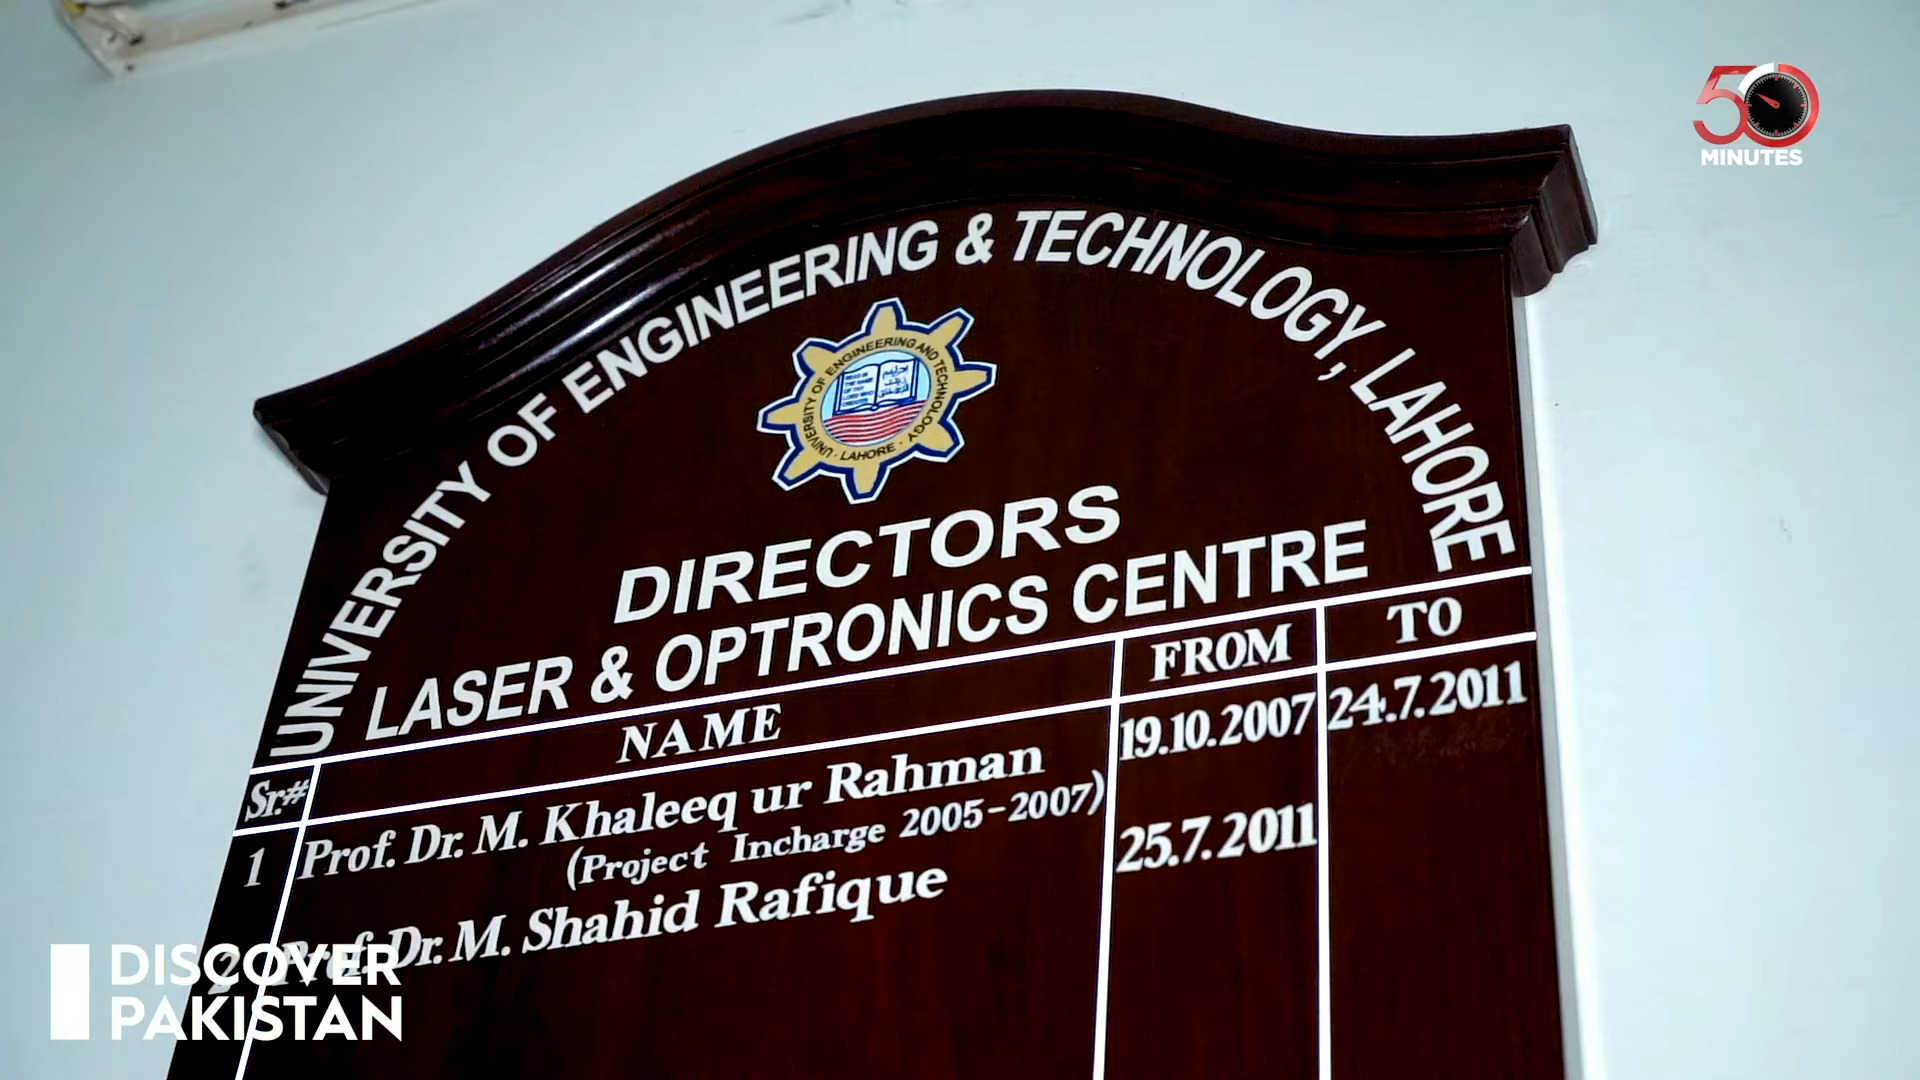 50
MINUTES
UNIVERSITY OF ENGINEERING & TECHNOLOGY, LAHORE
UNIVERSITY OF ENGINEERING AND TECHNOLOGY · LAHORE ·
DIRECTORS
LASER & OPTRONICS CENTRE
Sr.# NAME FROM TO
1 Prof. Dr. M. Khaleeq ur Rahman 19.10.2007 24.7.2011
(Project Incharge 2005-2007)
2 Prof. Dr. M. Shahid Rafique 25.7.2011
DISCOVER
PAKISTAN